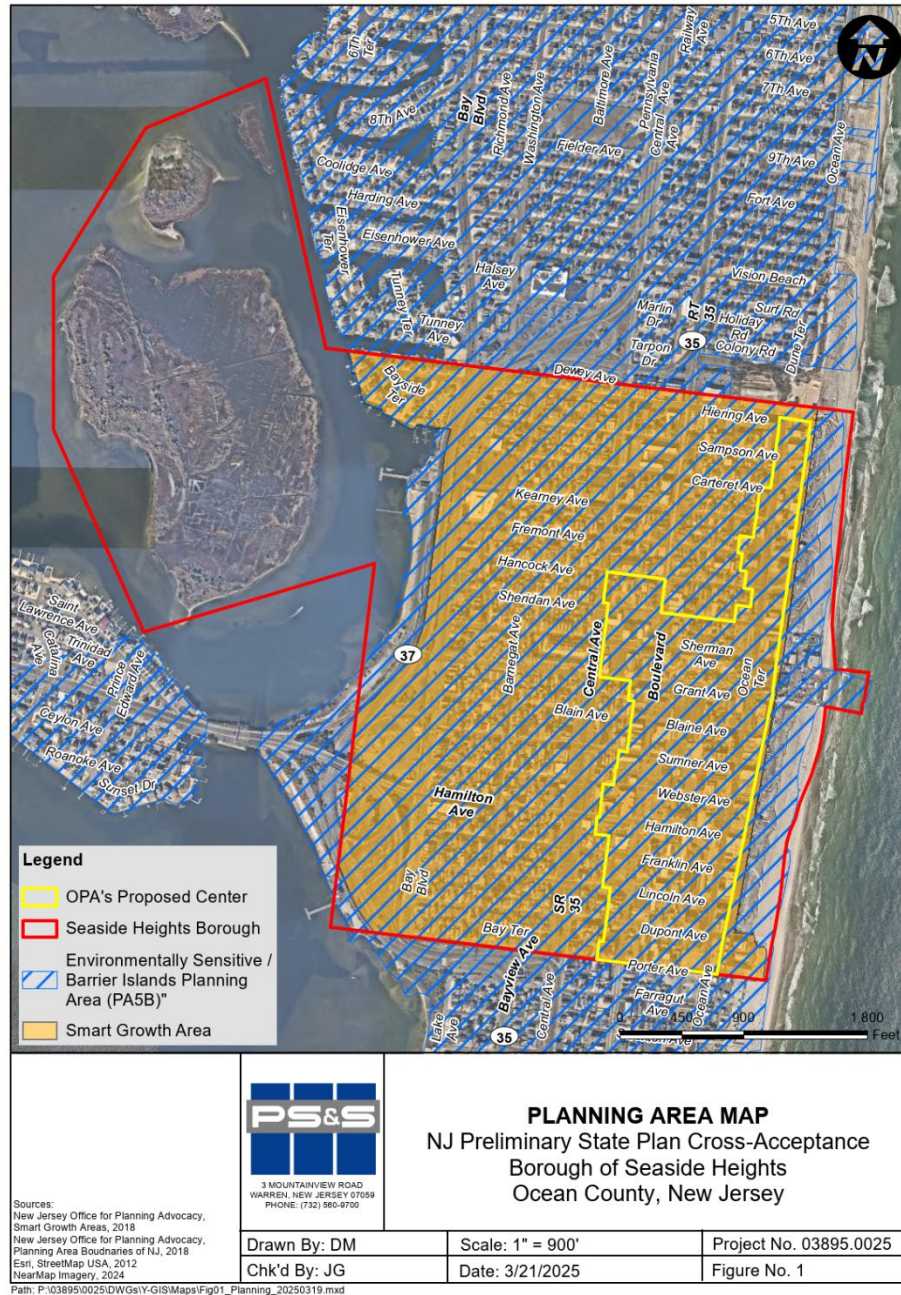 5Th Ave
6Th Ave
7Th Ave
9Th Ave
N
6Th Ter
8Th Ave
Bay Blvd
Richmond Ave
Washington Ave
Baltimore Ave
Pennsylvania
Central Ave
Railway Ave
Ocean Ave
Fielder Ave
Coolidge Ave
Harding Ave
Fort Ave
Eisenhower Ter
Eisenhower Ave
Halsey Ave
Tunney Ter
Tunney Ave
Vision Beach
Marlin Dr
RT 35
35
Surf Rd
Holiday Rd
Colony Rd
Dune Ter
Tarpon Dr
Dewey Ave
Bayside Ter
Hiering Ave
Sampson Ave
Carteret Ave
Kearney Ave
Fremont Ave
Hancock Ave
Sheridan Ave
Saint Lawrence Ave
Trinidad Ave
Catalina Ave
Prince Edward Ave
Ceylon Ave
Roanoke Ave
Sunset Dr
37
Barnegat Ave
Central Ave
Boulevard
Sherman Ave
Ocean Ter
Grant Ave
Blain Ave
Blaine Ave
Sumner Ave
Webster Ave
Hamilton Ave
Hamilton Ave
Franklin Ave
Lincoln Ave
Bay Blvd
SR 35
Dupont Ave
Bay Ter
Bayview Ave
Porter Ave
Lake Ave
Central Ave
Farragut Ave
Ocean Ave
35
0 450 900 1,800
Feet
Legend
OPA's Proposed Center
Seaside Heights Borough
Environmentally Sensitive /
Barrier Islands Planning
Area (PA5B)"
Smart Growth Area
PS&S
3 MOUNTAINVIEW ROAD
WARREN, NEW JERSEY 07059
PHONE: (732) 560-9700
PLANNING AREA MAP
NJ Preliminary State Plan Cross-Acceptance
Borough of Seaside Heights
Ocean County, New Jersey
Sources:
New Jersey Office for Planning Advocacy,
Smart Growth Areas, 2018
New Jersey Office for Planning Advocacy,
Planning Area Boudnaries of NJ, 2018
Esri, StreetMap USA, 2012
NearMap Imagery, 2024
Drawn By: DM
Scale: 1" = 900'
Project No. 03895.0025
Chk'd By: JG
Date: 3/21/2025
Figure No. 1
Path: P:\03895\0025\DWGs\Y-GIS\Maps\Fig01_Planning_20250319.mxd